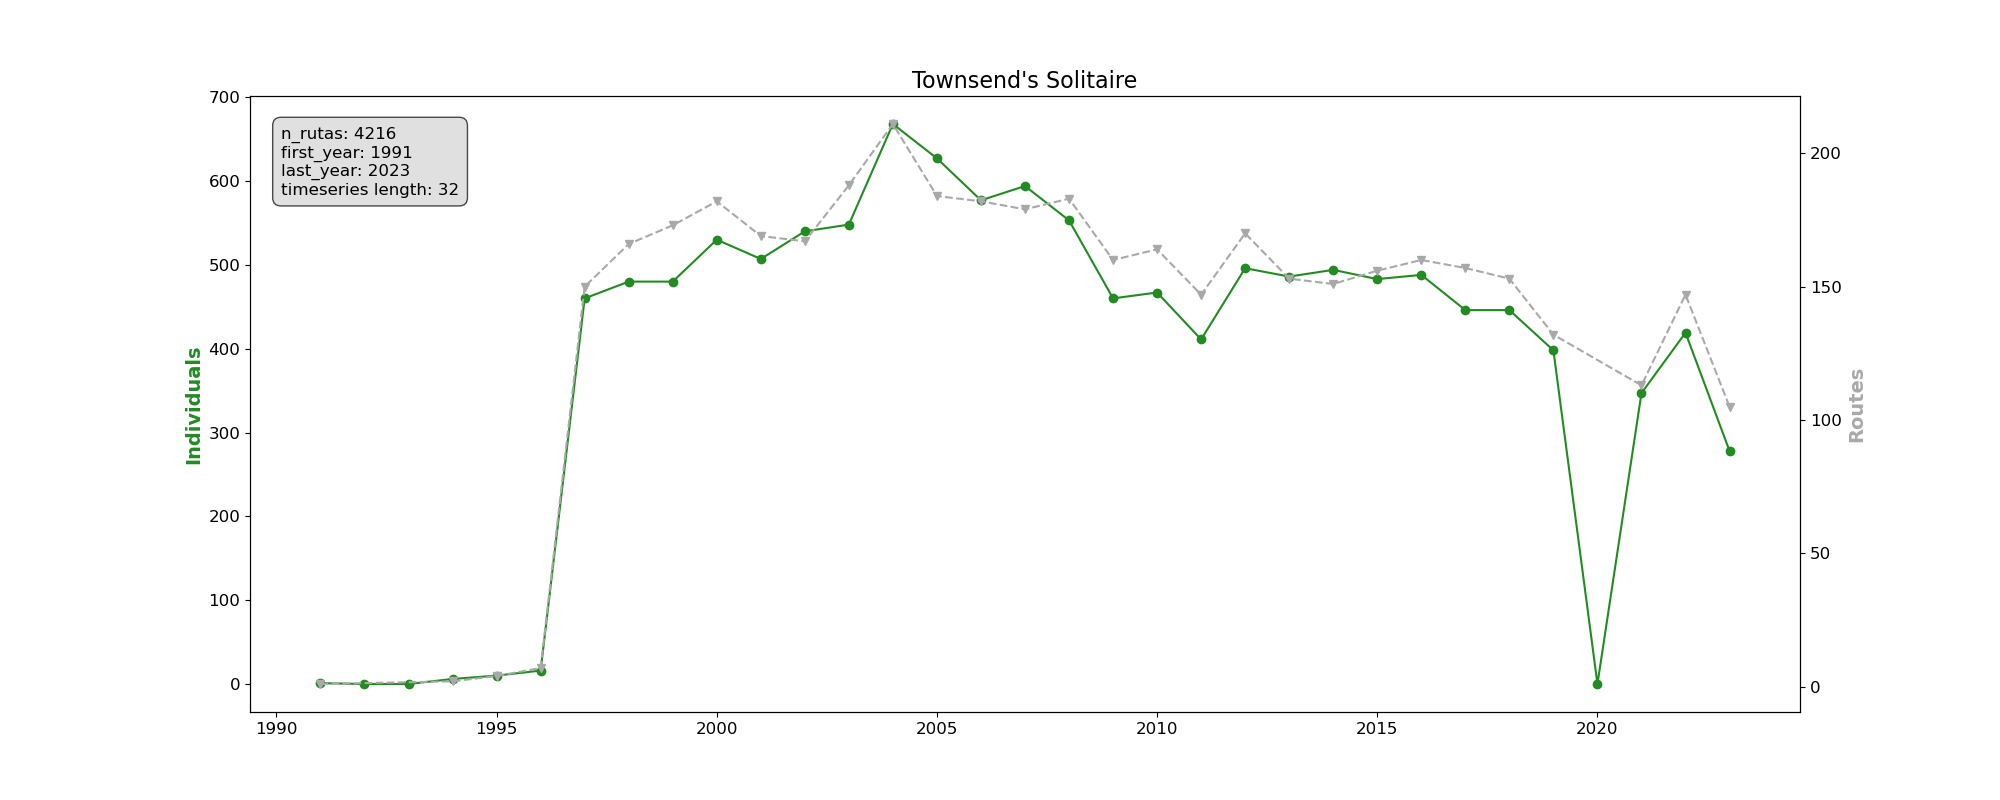 Townsend's Solitaire
n_rutas: 4216
first_year: 1991
last_year: 2023
timeseries length: 32
Individuals
700
600
500
400
300
200
100
0
200
150
100
50
0
Routes
1990 1995 2000 2005 2010 2015 2020